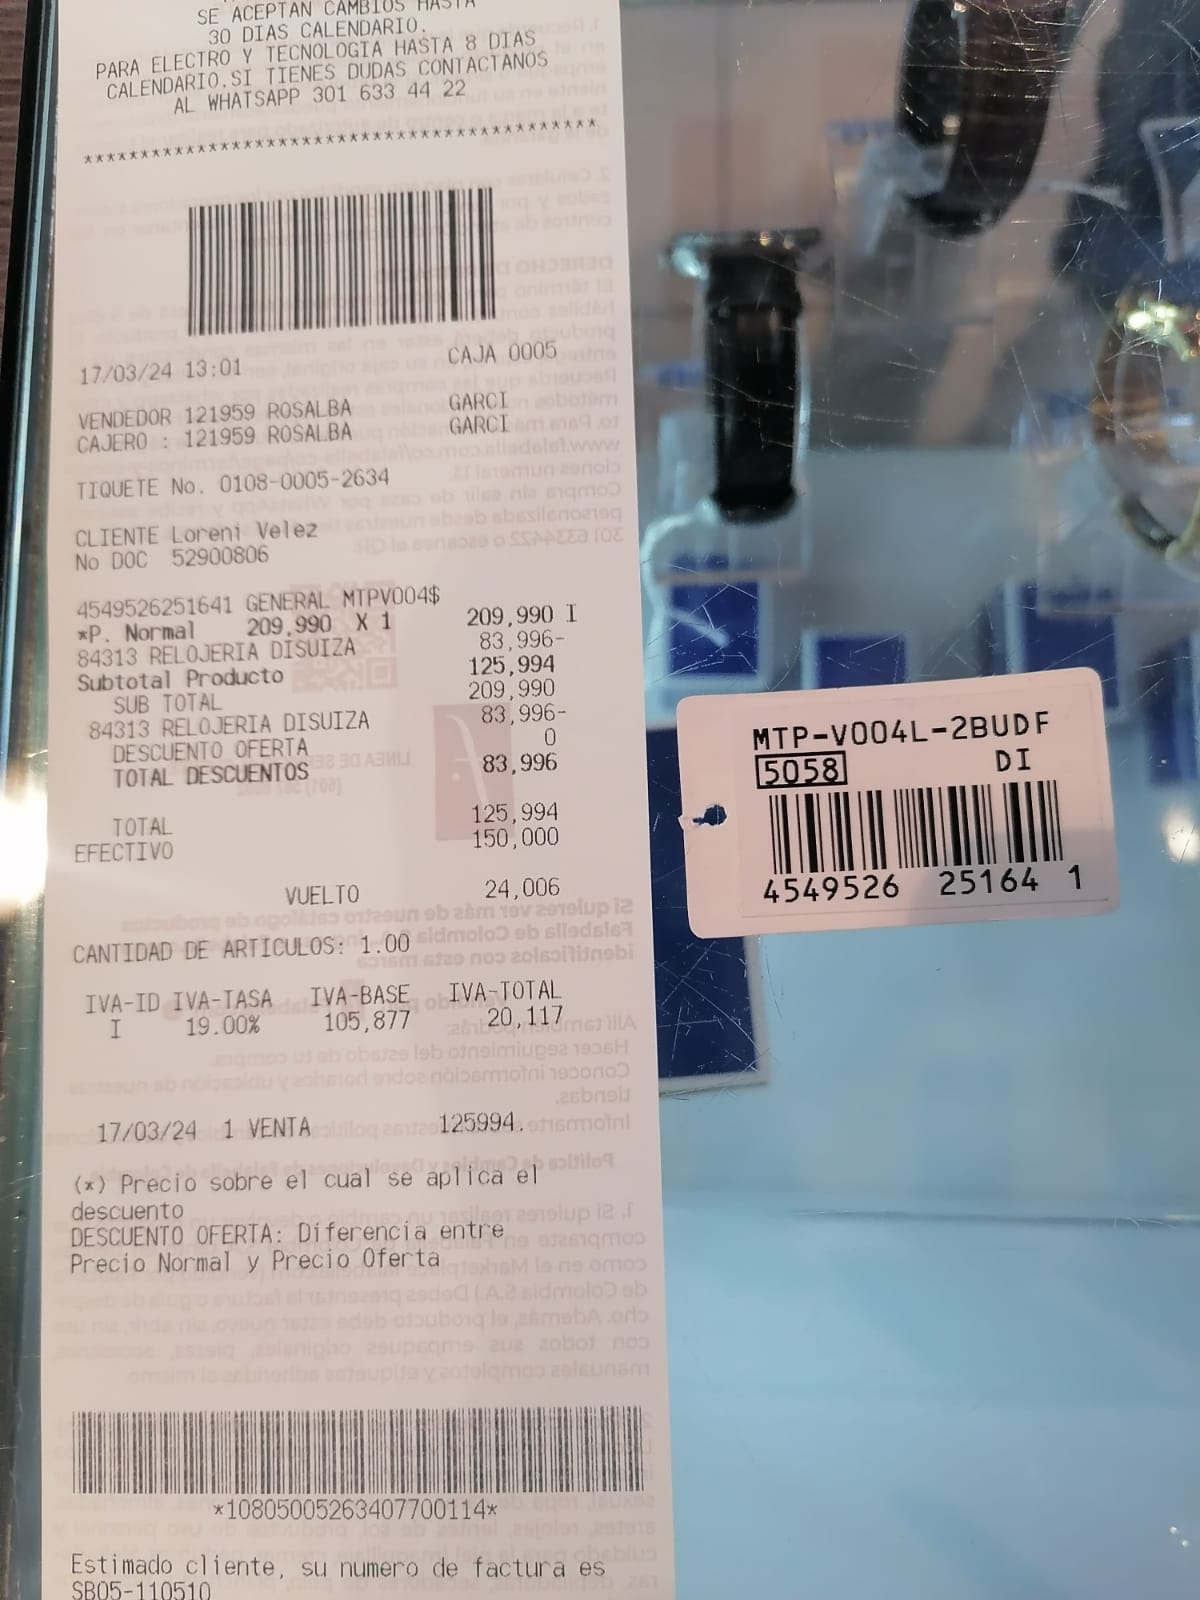 SE ACEPTAN CAMBIOS HASTA
30 DIAS CALENDARIO.
PARA ELECTRO Y TECNOLOGIA HASTA 8 DIAS
CALENDARIO.SI TIENES DUDAS CONTACTANOS
AL WHATSAPP 301 633 44 22
*********************************************
17/03/24 13:01 CAJA 0005
VENDEDOR 121959 ROSALBA GARCI
CAJERO : 121959 ROSALBA GARCI
TIQUETE No. 0108-0005-2634
CLIENTE Loreni Velez
No DOC 52900806
4549526251641 GENERAL MTPV004$
*P. Normal 209,990 X 1 209,990 I
84313 RELOJERIA DISUIZA 83,996-
Subtotal Producto 125,994
SUB TOTAL 209,990
84313 RELOJERIA DISUIZA 83,996-
DESCUENTO OFERTA 0
TOTAL DESCUENTOS 83,996
TOTAL 125,994
EFECTIVO 150,000
VUELTO 24,006
CANTIDAD DE ARTICULOS: 1.00
IVA-ID IVA-TASA IVA-BASE IVA-TOTAL
I 19.00% 105,877 20,117
17/03/24 1 VENTA 125994.
(*) Precio sobre el cual se aplica el
descuento
DESCUENTO OFERTA: Diferencia entre
Precio Normal y Precio Oferta
*10805005263407700114*
Estimado cliente, su numero de factura es
SB05-110510
MTP-V004L-2BUDF
5058 DI
4549526 25164 1